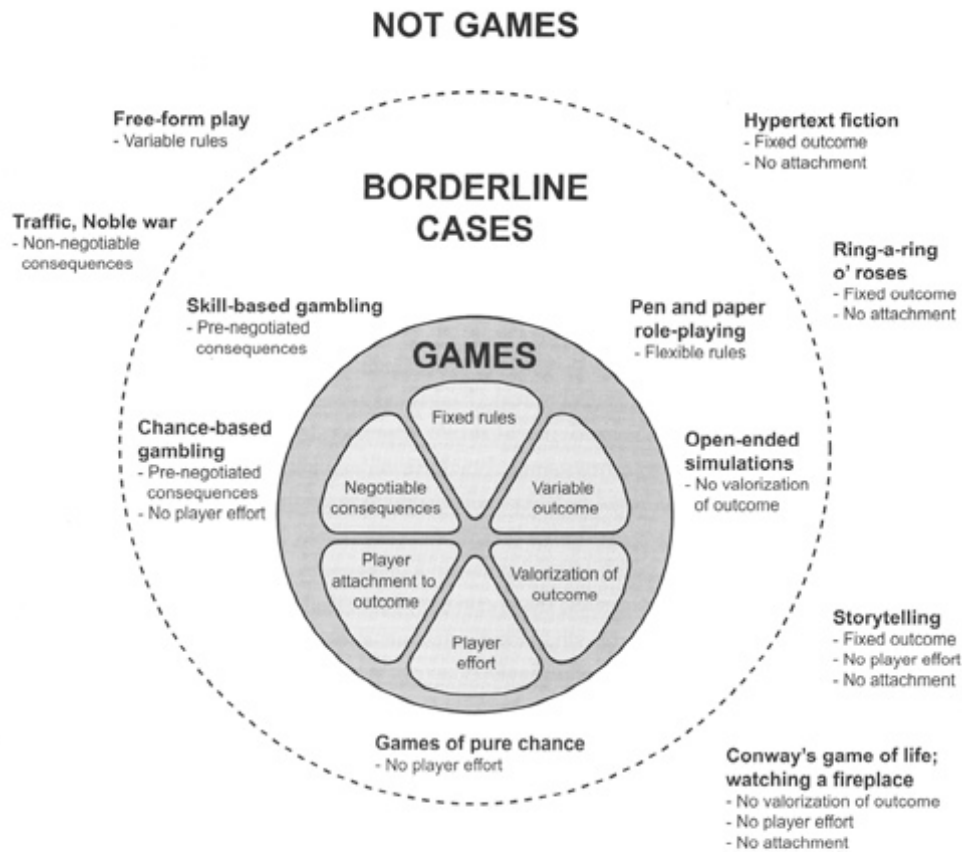 NOT GAMES
Free-form play
- Variable rules
Hypertext fiction
- Fixed outcome
- No attachment
BORDERLINE
CASES
Traffic, Noble war
- Non-negotiable
consequences
Ring-a-ring
o' roses
- Fixed outcome
- No attachment
Skill-based gambling
- Pre-negotiated
consequences
Pen and paper
role-playing
- Flexible rules
GAMES
Fixed rules
Chance-based
gambling
- Pre-negotiated
consequences
- No player effort
Negotiable
consequences
Variable
outcome
Open-ended
simulations
- No valorization
of outcome
Player
attachment to
outcome
Valorization of
outcome
Player
effort
Storytelling
- Fixed outcome
- No player effort
- No attachment
Games of pure chance
- No player effort
Conway's game of life;
watching a fireplace
- No valorization of outcome
- No player effort
- No attachment